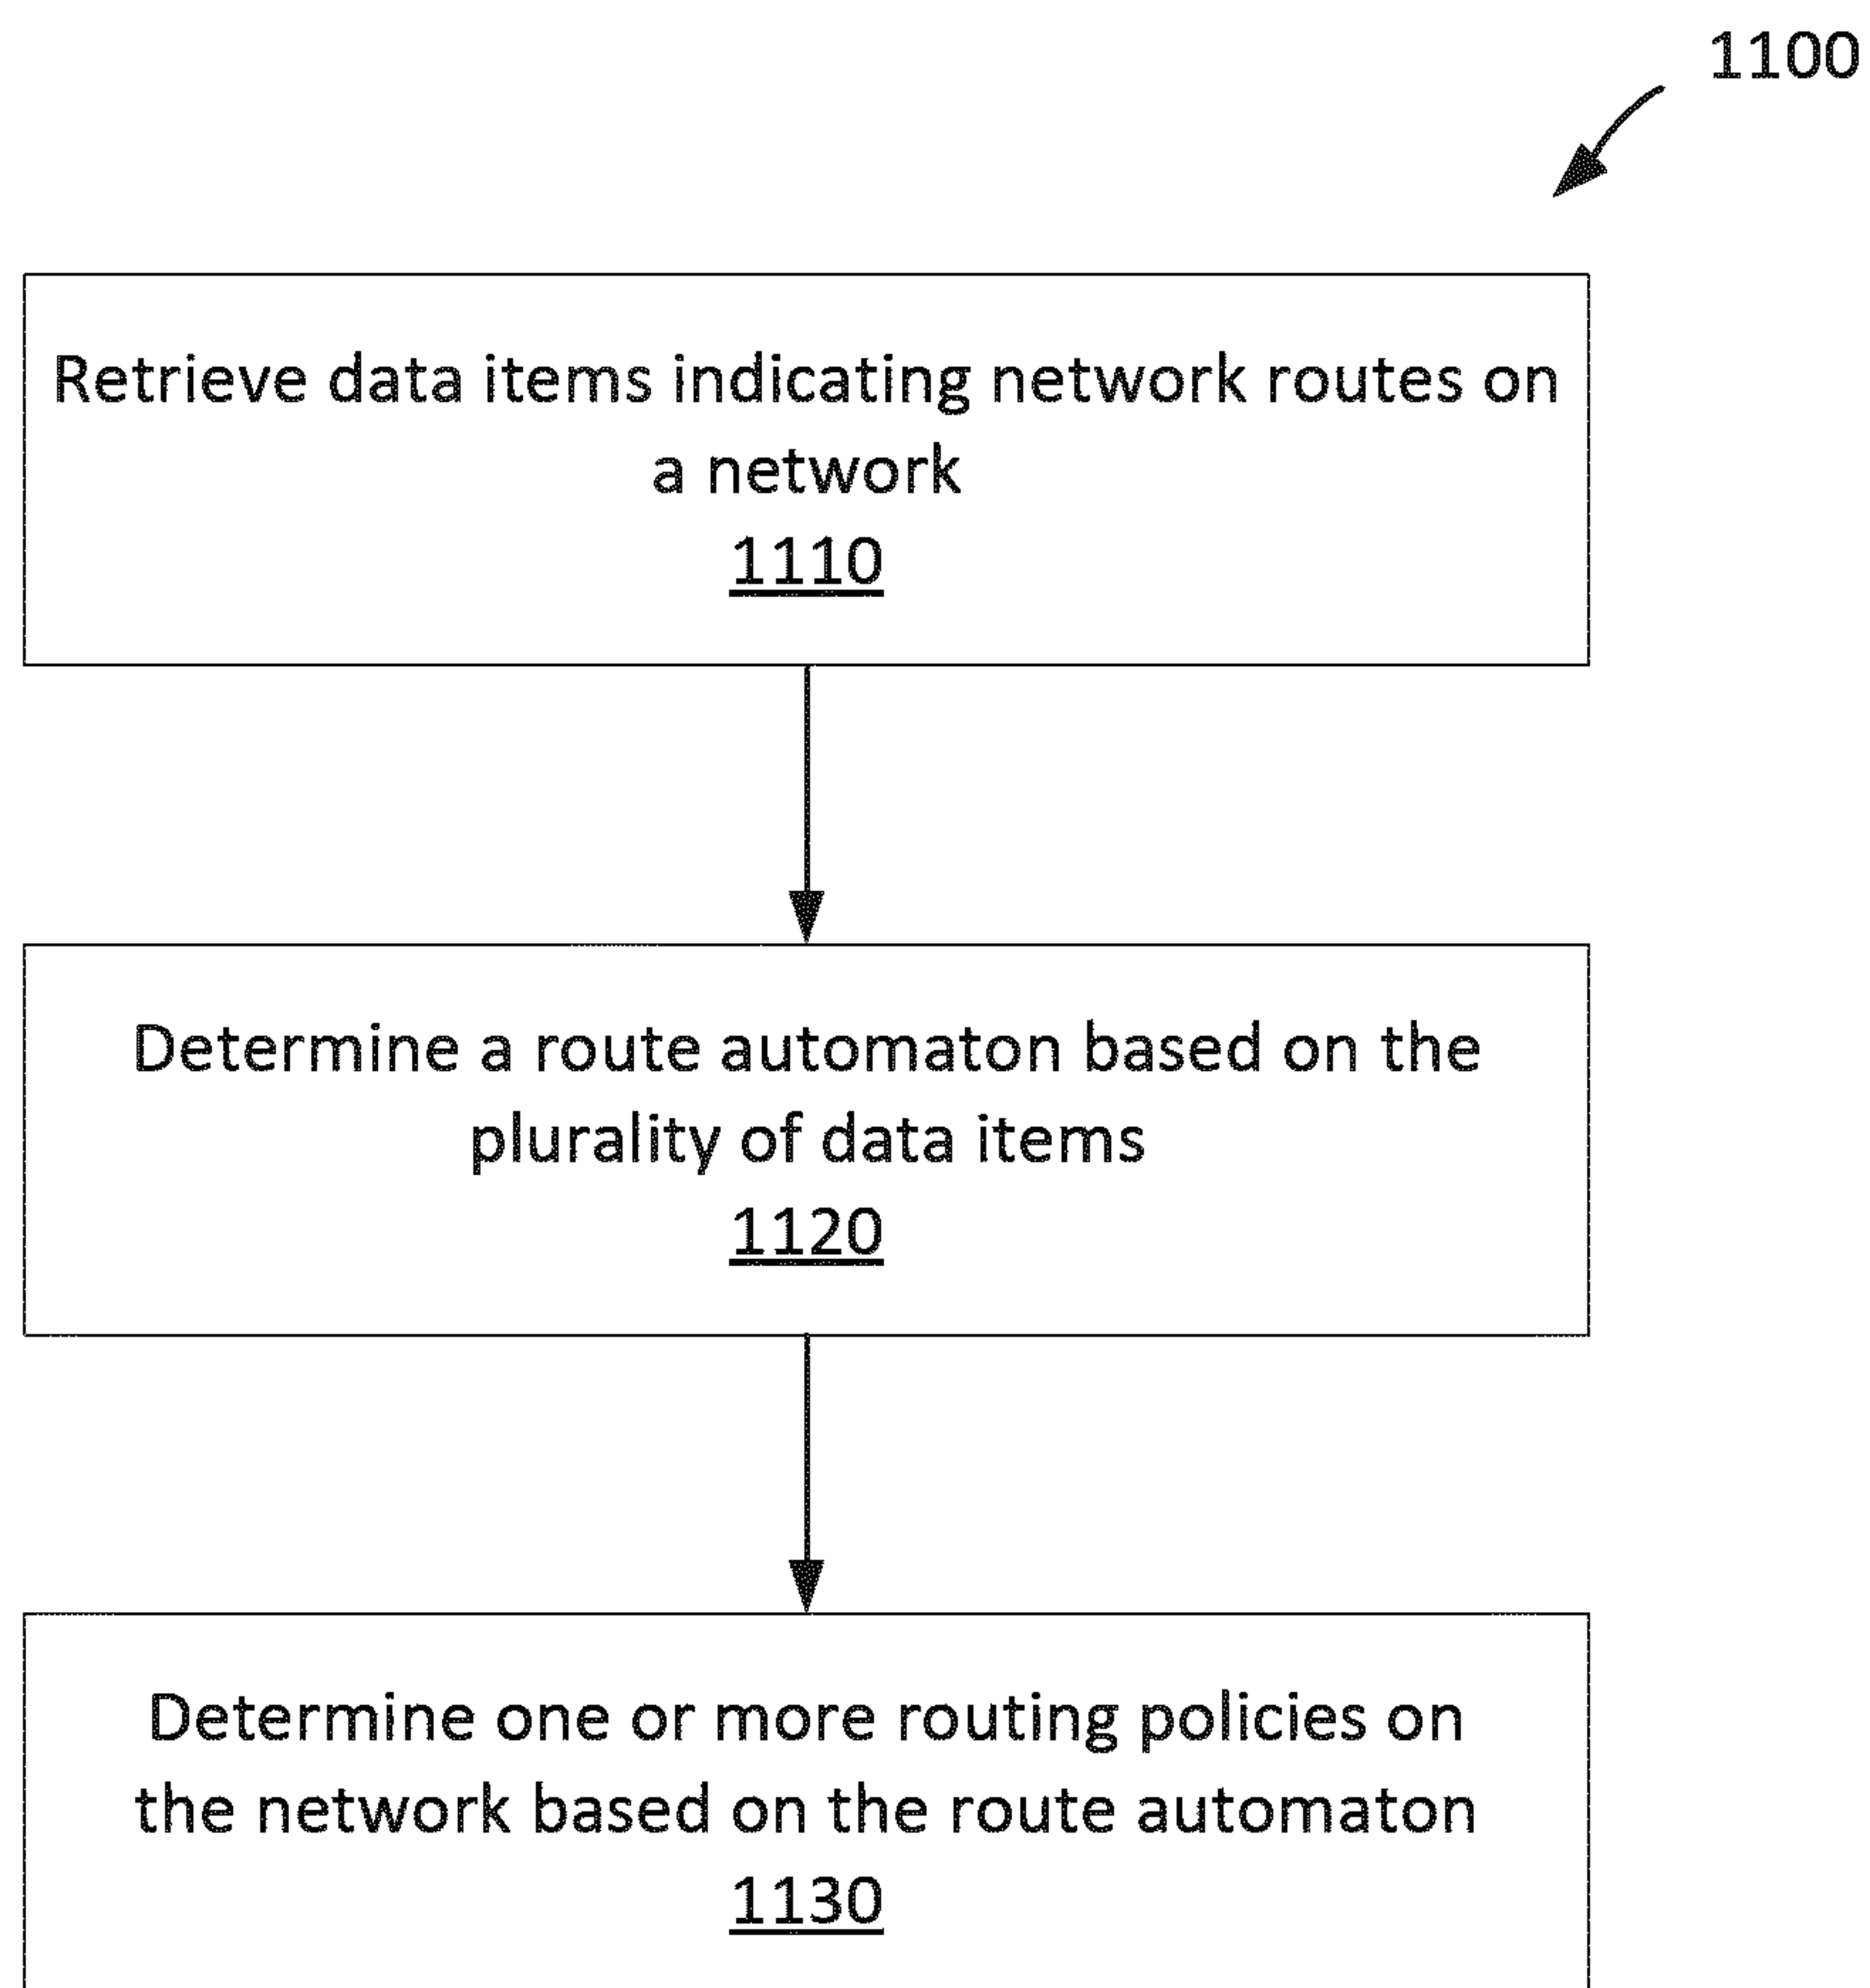 1100
Retrieve data items indicating network routes on
a network
1110
Determine a route automaton based on the
plurality of data items
1120
Determine one or more routing policies on
the network based on the route automaton
1130